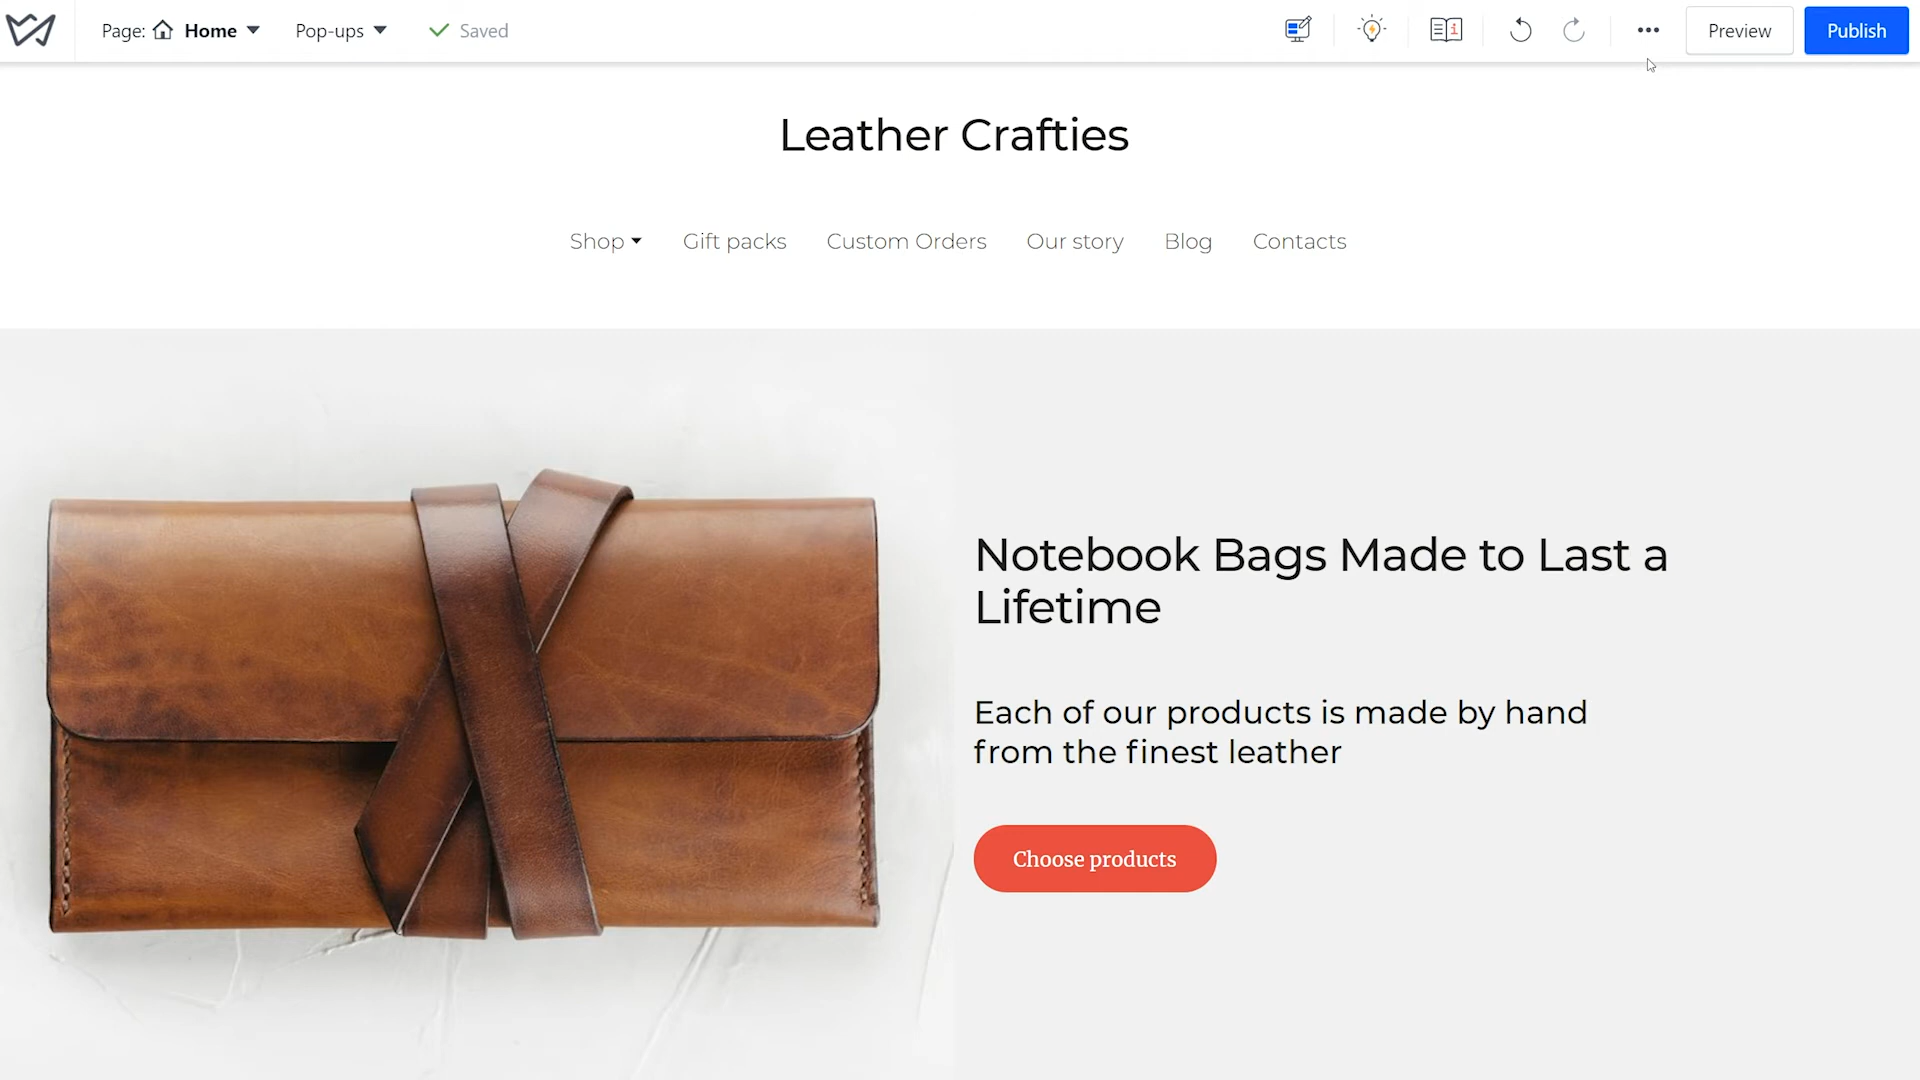 Page: Home Pop-ups Saved Preview Publish
Leather Crafties
Shop Gift packs Custom Orders Our story Blog Contacts
Notebook Bags Made to Last a
Lifetime
Each of our products is made by hand
from the finest leather
Choose products